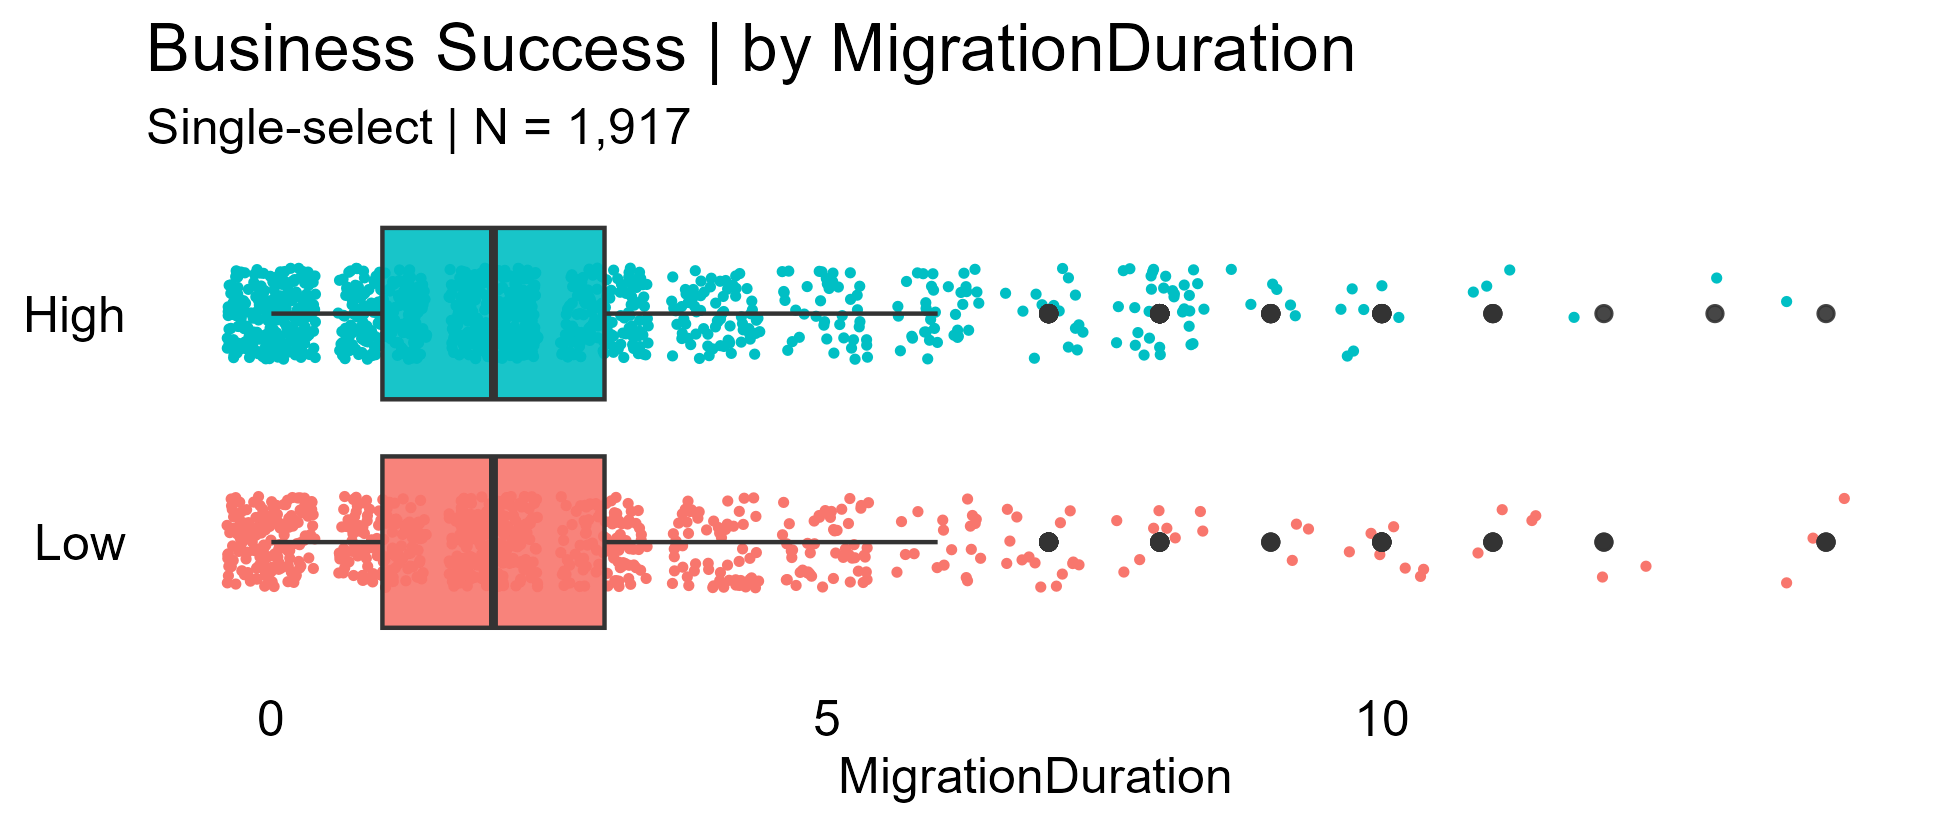 Business Success | by MigrationDuration
Single-select | N = 1,917
High
Low
0 5 10
MigrationDuration